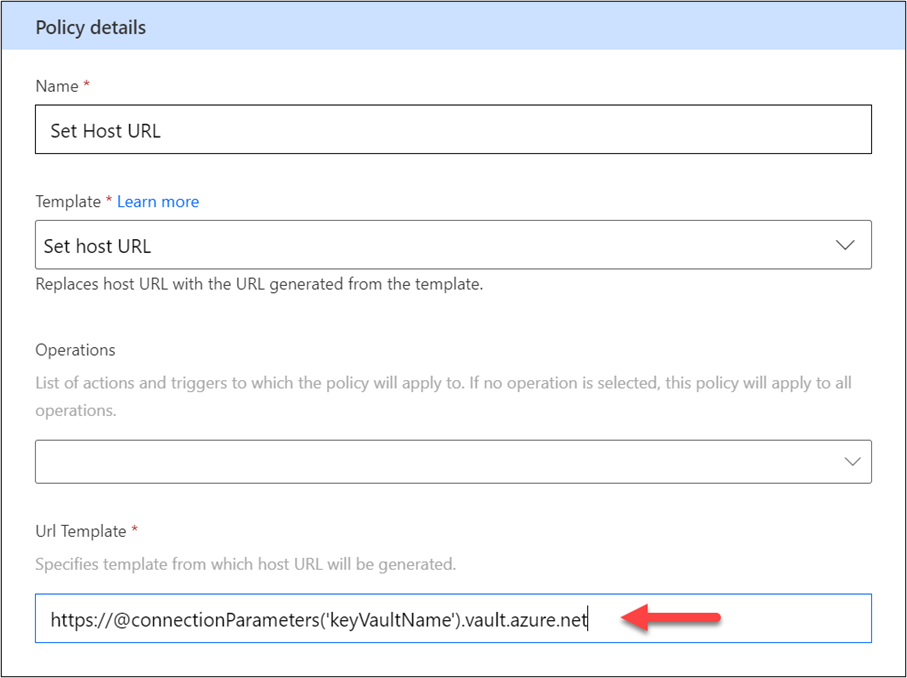 Policy details
Name *
Set Host URL
Template * Learn more
Set host URL
Replaces host URL with the URL generated from the template.
Operations
List of actions and triggers to which the policy will apply to. If no operation is selected, this policy will apply to all
operations.
Url Template *
Specifies template from which host URL will be generated.
https://@connectionParameters('keyVaultName').vault.azure.net